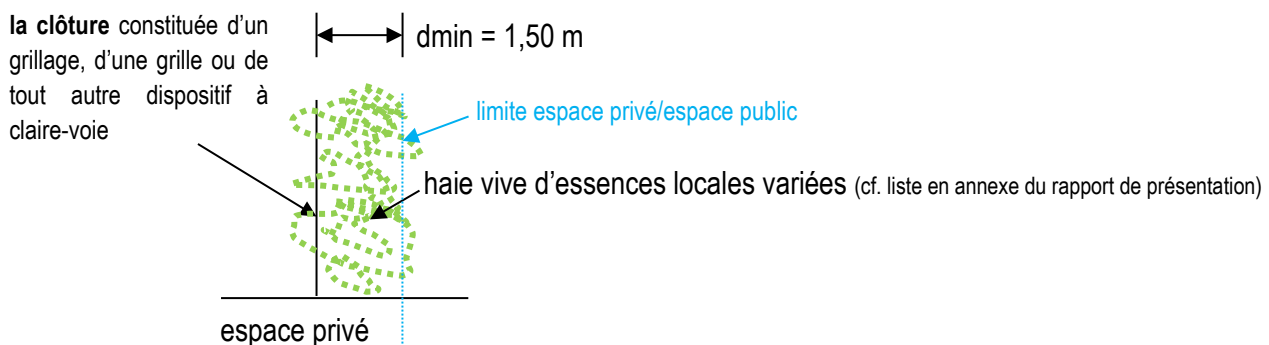 la clôture constituée d’un
grillage, d’une grille ou de
tout autre dispositif à
claire-voie
dmin = 1,50 m
limite espace privé/espace public
haie vive d’essences locales variées (cf. liste en annexe du rapport de présentation)
espace privé